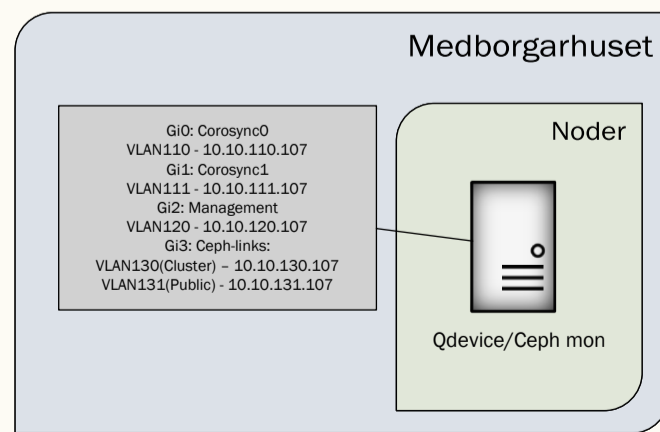 Medborgarhuset
Noder
Gi0: Corosync0
VLAN110 - 10.10.110.107
Gi1: Corosync1
VLAN111 - 10.10.111.107
Gi2: Management
VLAN120 - 10.10.120.107
Gi3: Ceph-links:
VLAN130(Cluster) – 10.10.130.107
VLAN131(Public) - 10.10.131.107
Qdevice/Ceph mon